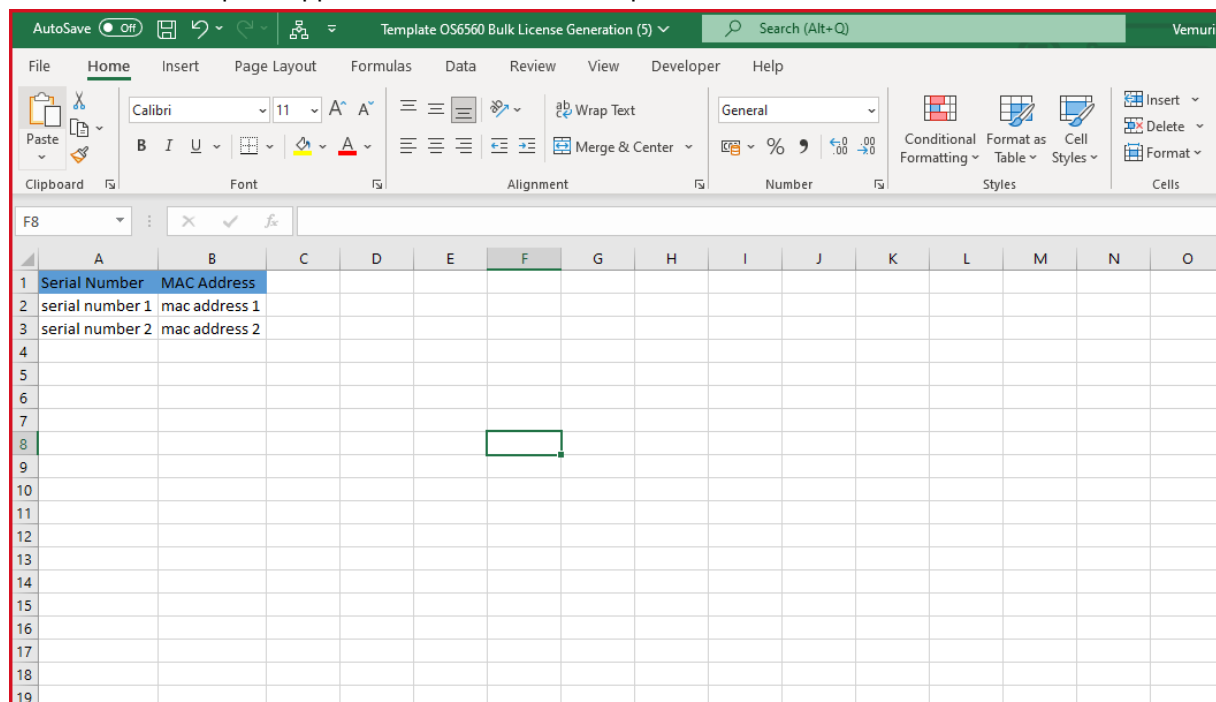 AutoSave Off Template OS6560 Bulk License Generation (5) Search (Alt+Q) Vemuri
File Home Insert Page Layout Formulas Data Review View Developer Help
Paste
Calibri 11
B I U
Wrap Text
Merge & Center
General
Conditional Formatting
Format as Table
Cell Styles
Insert
Delete
Format
Clipboard Font Alignment Number Styles Cells
F8 fx
A B C D E F G H I J K L M N O
1 Serial Number MAC Address
2 serial number 1 mac address 1
3 serial number 2 mac address 2
4
5
6
7
8
9
10
11
12
13
14
15
16
17
18
19